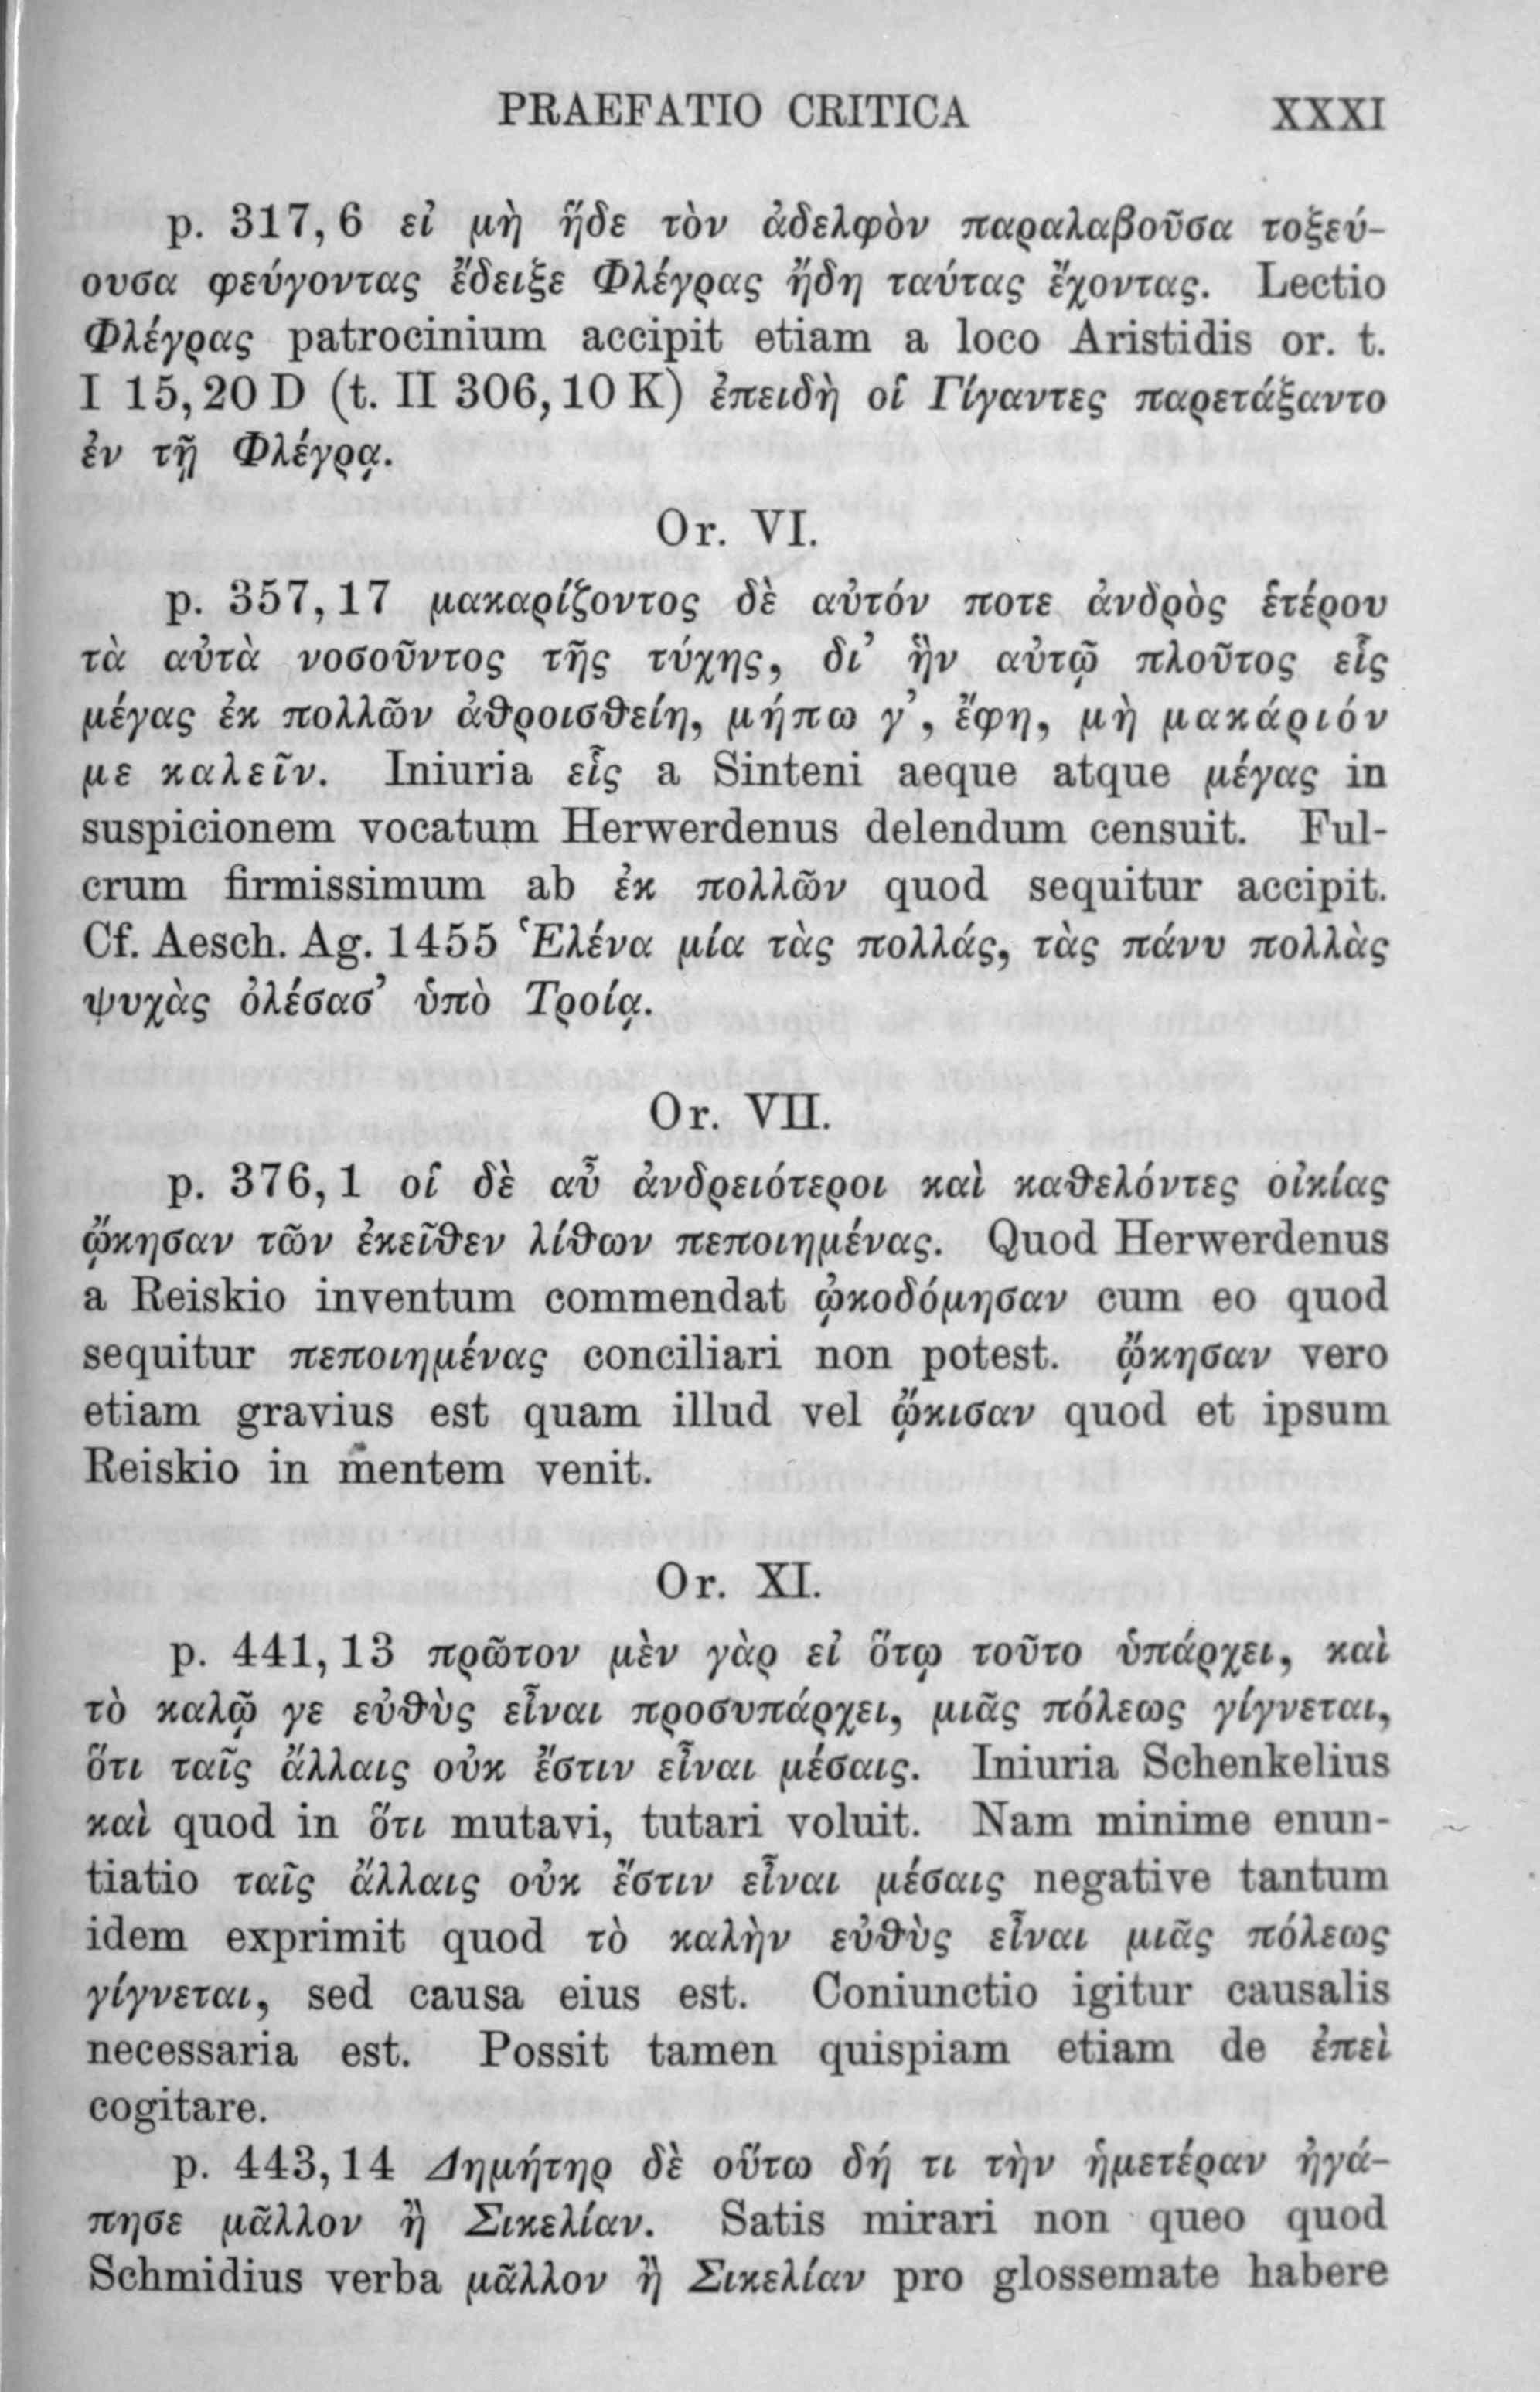 PRAEFATIO CRITICA XXXI
p. 317, 6 εἰ μὴ ἥδε τὸν ἀδελφὸν παραλαβοῦσα τοξεύ-
ουσα φεύγοντας ἔδειξε Φλέγρας ἤδη ταύτας ἔχοντας. Lectio
Φλέγρας patrocinium accipit etiam a loco Aristidis or. t.
I 15, 20 D (t. II 306, 10 K) ἐπειδὴ οἱ Γίγαντες παρετάξαντο
ἐν τῇ Φλέγρᾳ.
Or. VI.
p. 357, 17 μακαρίζοντος δὲ αὐτόν ποτε ἀνδρὸς ἑτέρου
τὰ αὐτὰ νοσοῦντος τῆς τύχης, δι’ ἣν αὐτῷ πλοῦτος εἷς
μέγας ἐκ πολλῶν ἀθροισθείη, μήπω γ’, ἔφη, μὴ μακάριόν
με καλεῖν. Iniuria εἷς a Sinteni aeque atque μέγας in
suspicionem vocatum Herwerdenus delendum censuit. Ful-
crum firmissimum ab ἐκ πολλῶν quod sequitur accipit.
Cf. Aesch. Ag. 1455 Ἑλένα μία τὰς πολλάς, τὰς πάνυ πολλὰς
ψυχὰς ὀλέσασ’ ὑπὸ Τροίᾳ.
Or. VII.
p. 376, 1 οἱ δὲ αὖ ἀνδρειότεροι καὶ καθελόντες οἰκίας
ᾤκησαν τῶν ἐκεῖθεν λίθων πεποιημένας. Quod Herwerdenus
a Reiskio inventum commendat ᾠκοδόμησαν cum eo quod
sequitur πεποιημένας conciliari non potest. ᾤκησαν vero
etiam gravius est quam illud vel ᾤκισαν quod et ipsum
Reiskio in mentem venit.
Or. XI.
p. 441, 13 πρῶτον μὲν γὰρ εἰ ὅτῳ τοῦτο ὑπάρχει, καὶ
τὸ καλῷ γε εὐθὺς εἶναι προσυπάρχει, μιᾶς πόλεως γίγνεται,
ὅτι ταῖς ἄλλαις οὐκ ἔστιν εἶναι μέσαις. Iniuria Schenkelius
καὶ quod in ὅτι mutavi, tutari voluit. Nam minime enun-
tiatio ταῖς ἄλλαις οὐκ ἔστιν εἶναι μέσαις negative tantum
idem exprimit quod τὸ καλὴν εὐθὺς εἶναι μιᾶς πόλεως
γίγνεται, sed causa eius est. Coniunctio igitur causalis
necessaria est. Possit tamen quispiam etiam de ἐπεὶ
cogitare.
p. 443, 14 Δημήτηρ δὲ οὕτω δή τι τὴν ἡμετέραν ἠγά-
πησε μᾶλλον ἢ Σικελίαν. Satis mirari non queo quod
Schmidius verba μᾶλλον ἢ Σικελίαν pro glossemate habere